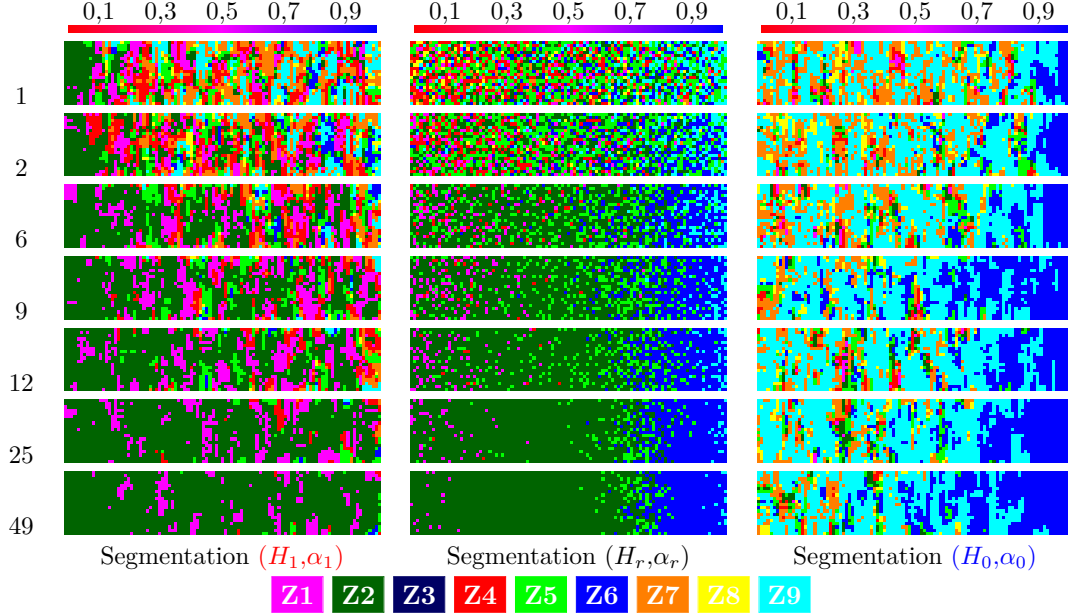 0,1 0,3 0,5 0,7 0,9 0,1 0,3 0,5 0,7 0,9 0,1 0,3 0,5 0,7 0,9
1
2
6
9
12
25
49
Segmentation (H₁,α₁) Segmentation (Hᵣ,αᵣ) Segmentation (H₀,α₀)
Z1 Z2 Z3 Z4 Z5 Z6 Z7 Z8 Z9